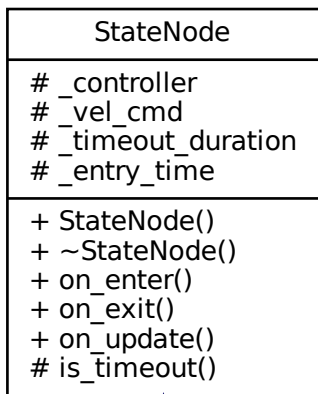 StateNode
# _controller
# _vel_cmd
# _timeout_duration
# _entry_time
+ StateNode()
+ ~StateNode()
+ on_enter()
+ on_exit()
+ on_update()
# is_timeout()